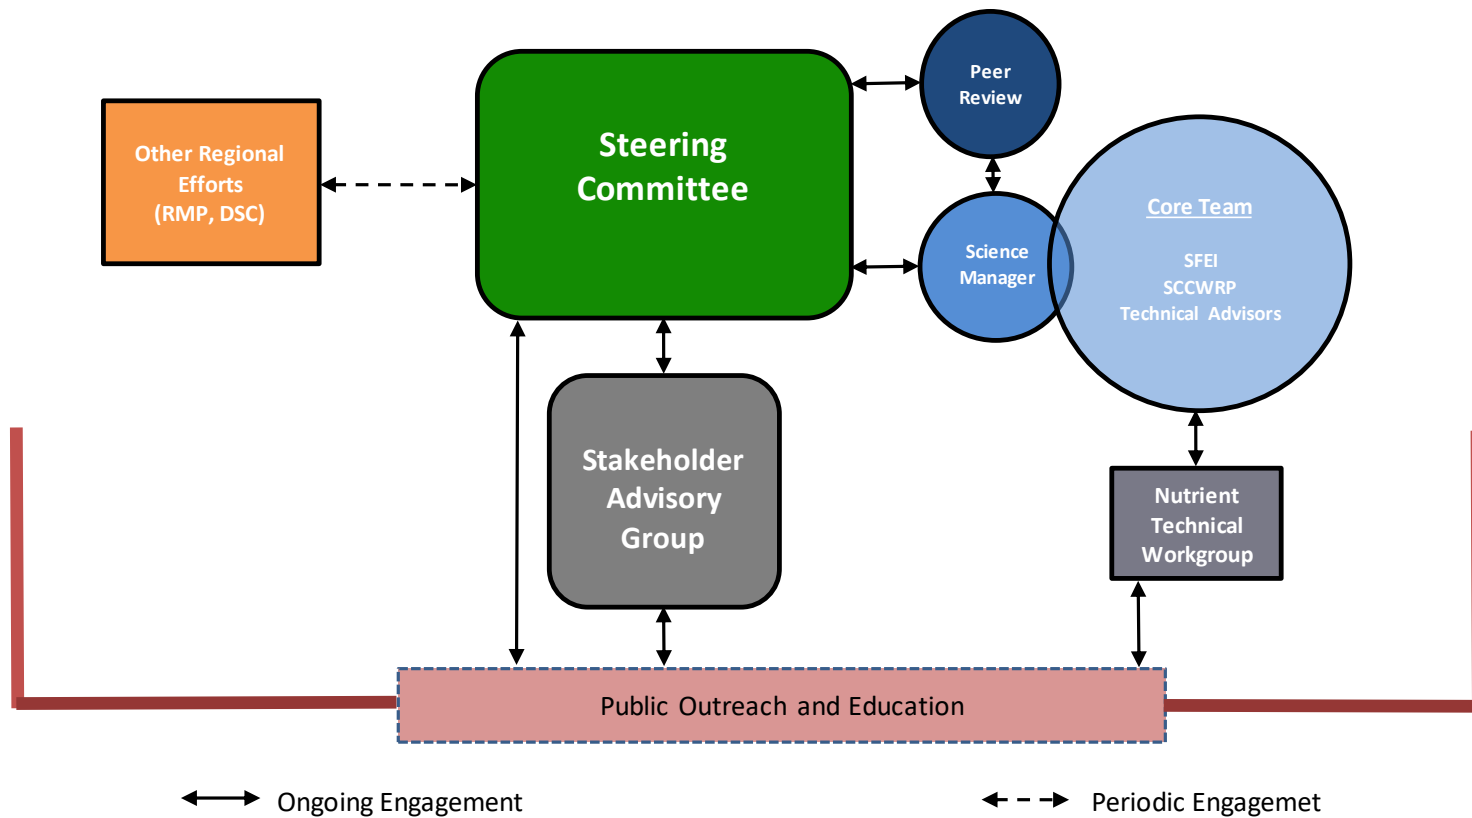 Peer
Review
Other Regional
Efforts
(RMP, DSC)
Steering
Committee
Core Team
SFEI
SCCWRP
Technical Advisors
Science
Manager
Stakeholder
Advisory
Group
Nutrient
Technical
Workgroup
Public Outreach and Education
Ongoing Engagement
Periodic Engagemet